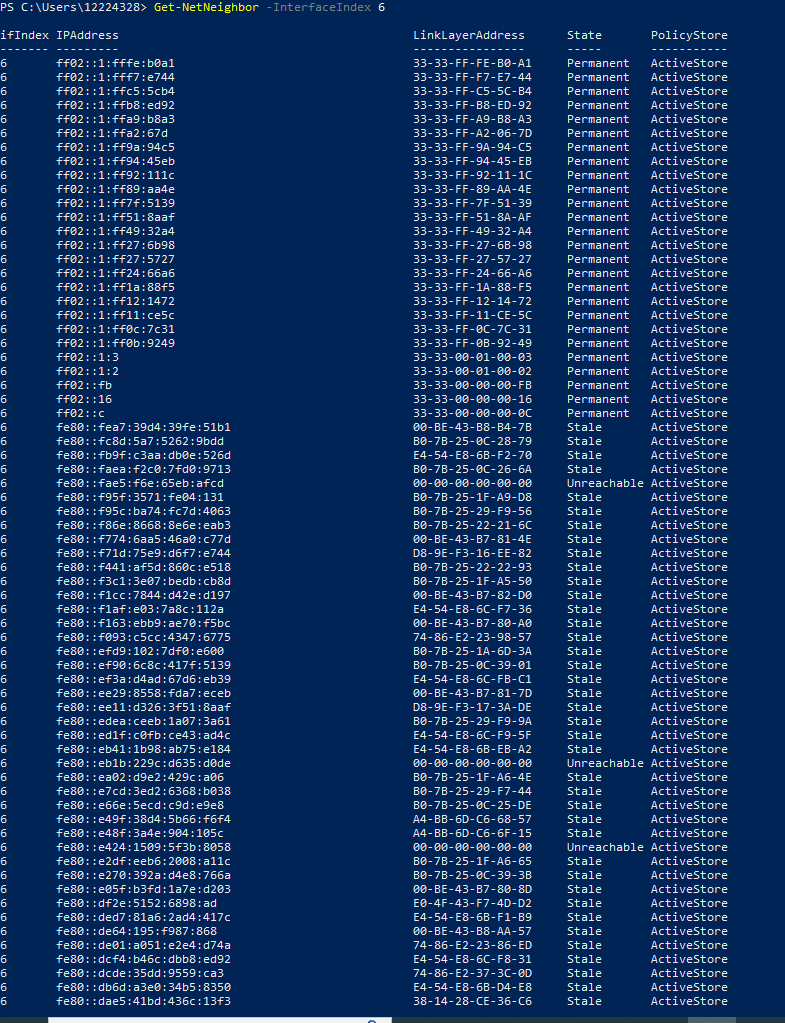 PS C:\Users\12224328> Get-NetNeighbor -InterfaceIndex 6
ifIndex IPAddress LinkLayerAddress State PolicyStore
------- --------- ---------------- ----- -----------
6 ff02::1:fffe:b0a1 33-33-FF-FE-B0-A1 Permanent ActiveStore
6 ff02::1:fff7:e744 33-33-FF-F7-E7-44 Permanent ActiveStore
6 ff02::1:ffc5:5cb4 33-33-FF-C5-5C-B4 Permanent ActiveStore
6 ff02::1:ffb8:ed92 33-33-FF-B8-ED-92 Permanent ActiveStore
6 ff02::1:ffa9:b8a3 33-33-FF-A9-B8-A3 Permanent ActiveStore
6 ff02::1:ffa2:67d 33-33-FF-A2-06-7D Permanent ActiveStore
6 ff02::1:ff9a:94c5 33-33-FF-9A-94-C5 Permanent ActiveStore
6 ff02::1:ff94:45eb 33-33-FF-94-45-EB Permanent ActiveStore
6 ff02::1:ff92:111c 33-33-FF-92-11-1C Permanent ActiveStore
6 ff02::1:ff89:aa4e 33-33-FF-89-AA-4E Permanent ActiveStore
6 ff02::1:ff7f:5139 33-33-FF-7F-51-39 Permanent ActiveStore
6 ff02::1:ff51:8aaf 33-33-FF-51-8A-AF Permanent ActiveStore
6 ff02::1:ff49:32a4 33-33-FF-49-32-A4 Permanent ActiveStore
6 ff02::1:ff27:6b98 33-33-FF-27-6B-98 Permanent ActiveStore
6 ff02::1:ff27:5727 33-33-FF-27-57-27 Permanent ActiveStore
6 ff02::1:ff24:66a6 33-33-FF-24-66-A6 Permanent ActiveStore
6 ff02::1:ff1a:88f5 33-33-FF-1A-88-F5 Permanent ActiveStore
6 ff02::1:ff12:1472 33-33-FF-12-14-72 Permanent ActiveStore
6 ff02::1:ff11:ce5c 33-33-FF-11-CE-5C Permanent ActiveStore
6 ff02::1:ff0c:7c31 33-33-FF-0C-7C-31 Permanent ActiveStore
6 ff02::1:ff0b:9249 33-33-FF-0B-92-49 Permanent ActiveStore
6 ff02::1:3 33-33-00-01-00-03 Permanent ActiveStore
6 ff02::1:2 33-33-00-01-00-02 Permanent ActiveStore
6 ff02::fb 33-33-00-00-00-FB Permanent ActiveStore
6 ff02::16 33-33-00-00-00-16 Permanent ActiveStore
6 ff02::c 33-33-00-00-00-0C Permanent ActiveStore
6 fe80::fea7:39d4:39fe:51b1 00-BE-43-B8-B4-7B Stale ActiveStore
6 fe80::fc8d:5a7:5262:9bdd B0-7B-25-0C-28-79 Stale ActiveStore
6 fe80::fb9f:c3aa:db0e:526d E4-54-E8-6B-F2-70 Stale ActiveStore
6 fe80::faea:f2c0:7fd0:9713 B0-7B-25-0C-26-6A Stale ActiveStore
6 fe80::fae5:f6e:65eb:afcd 00-00-00-00-00-00 Unreachable ActiveStore
6 fe80::f95f:3571:fe04:131 B0-7B-25-1F-A9-D8 Stale ActiveStore
6 fe80::f95c:ba74:fc7d:4063 B0-7B-25-29-F9-56 Stale ActiveStore
6 fe80::f86e:8668:8e6e:eab3 B0-7B-25-22-21-6C Stale ActiveStore
6 fe80::f774:6aa5:46a0:c77d 00-BE-43-B7-81-4E Stale ActiveStore
6 fe80::f71d:75e9:d6f7:e744 D8-9E-F3-16-EE-82 Stale ActiveStore
6 fe80::f441:af5d:860c:e518 B0-7B-25-22-22-93 Stale ActiveStore
6 fe80::f3c1:3e07:bedb:cb8d B0-7B-25-1F-A5-50 Stale ActiveStore
6 fe80::f1cc:7844:d42e:d197 00-BE-43-B7-82-D0 Stale ActiveStore
6 fe80::f1af:e03:7a8c:112a E4-54-E8-6C-F7-36 Stale ActiveStore
6 fe80::f163:ebb9:ae70:f5bc 00-BE-43-B7-80-A0 Stale ActiveStore
6 fe80::f093:c5cc:4347:6775 74-86-E2-23-98-57 Stale ActiveStore
6 fe80::efd9:102:7df0:e600 B0-7B-25-1A-6D-3A Stale ActiveStore
6 fe80::ef90:6c8c:417f:5139 B0-7B-25-0C-39-01 Stale ActiveStore
6 fe80::ef3a:d4ad:67d6:eb39 E4-54-E8-6C-FB-C1 Stale ActiveStore
6 fe80::ee29:8558:fda7:eceb 00-BE-43-B7-81-7D Stale ActiveStore
6 fe80::ee11:d326:3f51:8aaf D8-9E-F3-17-3A-DE Stale ActiveStore
6 fe80::edea:ceeb:1a07:3a61 B0-7B-25-29-F9-9A Stale ActiveStore
6 fe80::ed1f:c0fb:ce43:ad4c E4-54-E8-6C-F9-5F Stale ActiveStore
6 fe80::eb41:1b98:ab75:e184 E4-54-E8-6B-EB-A2 Stale ActiveStore
6 fe80::eb1b:229c:d635:d0de 00-00-00-00-00-00 Unreachable ActiveStore
6 fe80::ea02:d9e2:429c:a06 B0-7B-25-1F-A6-4E Stale ActiveStore
6 fe80::e7cd:3ed2:6368:b038 B0-7B-25-29-F7-44 Stale ActiveStore
6 fe80::e66e:5ecd:c9d:e9e8 B0-7B-25-0C-25-DE Stale ActiveStore
6 fe80::e49f:38d4:5b66:f6f4 A4-BB-6D-C6-68-57 Stale ActiveStore
6 fe80::e48f:3a4e:904:105c A4-BB-6D-C6-6F-15 Stale ActiveStore
6 fe80::e424:1509:5f3b:8058 00-00-00-00-00-00 Unreachable ActiveStore
6 fe80::e2df:eeb6:2008:a11c B0-7B-25-1F-A6-65 Stale ActiveStore
6 fe80::e270:392a:d4e8:766a B0-7B-25-0C-39-3B Stale ActiveStore
6 fe80::e05f:b3fd:1a7e:d203 00-BE-43-B7-80-8D Stale ActiveStore
6 fe80::df2e:5152:6898:ad E0-4F-43-F7-4D-D2 Stale ActiveStore
6 fe80::ded7:81a6:2ad4:417c E4-54-E8-6B-F1-B9 Stale ActiveStore
6 fe80::de64:195:f987:868 00-BE-43-B8-AA-57 Stale ActiveStore
6 fe80::de01:a051:e2e4:d74a 74-86-E2-23-86-ED Stale ActiveStore
6 fe80::dcf4:b46c:dbb8:ed92 E4-54-E8-6C-F8-31 Stale ActiveStore
6 fe80::dcde:35dd:9559:ca3 74-86-E2-37-3C-0D Stale ActiveStore
6 fe80::db6d:a3e0:34b5:8350 E4-54-E8-6B-D4-E8 Stale ActiveStore
6 fe80::dae5:41bd:436c:13f3 38-14-28-CE-36-C6 Stale ActiveStore